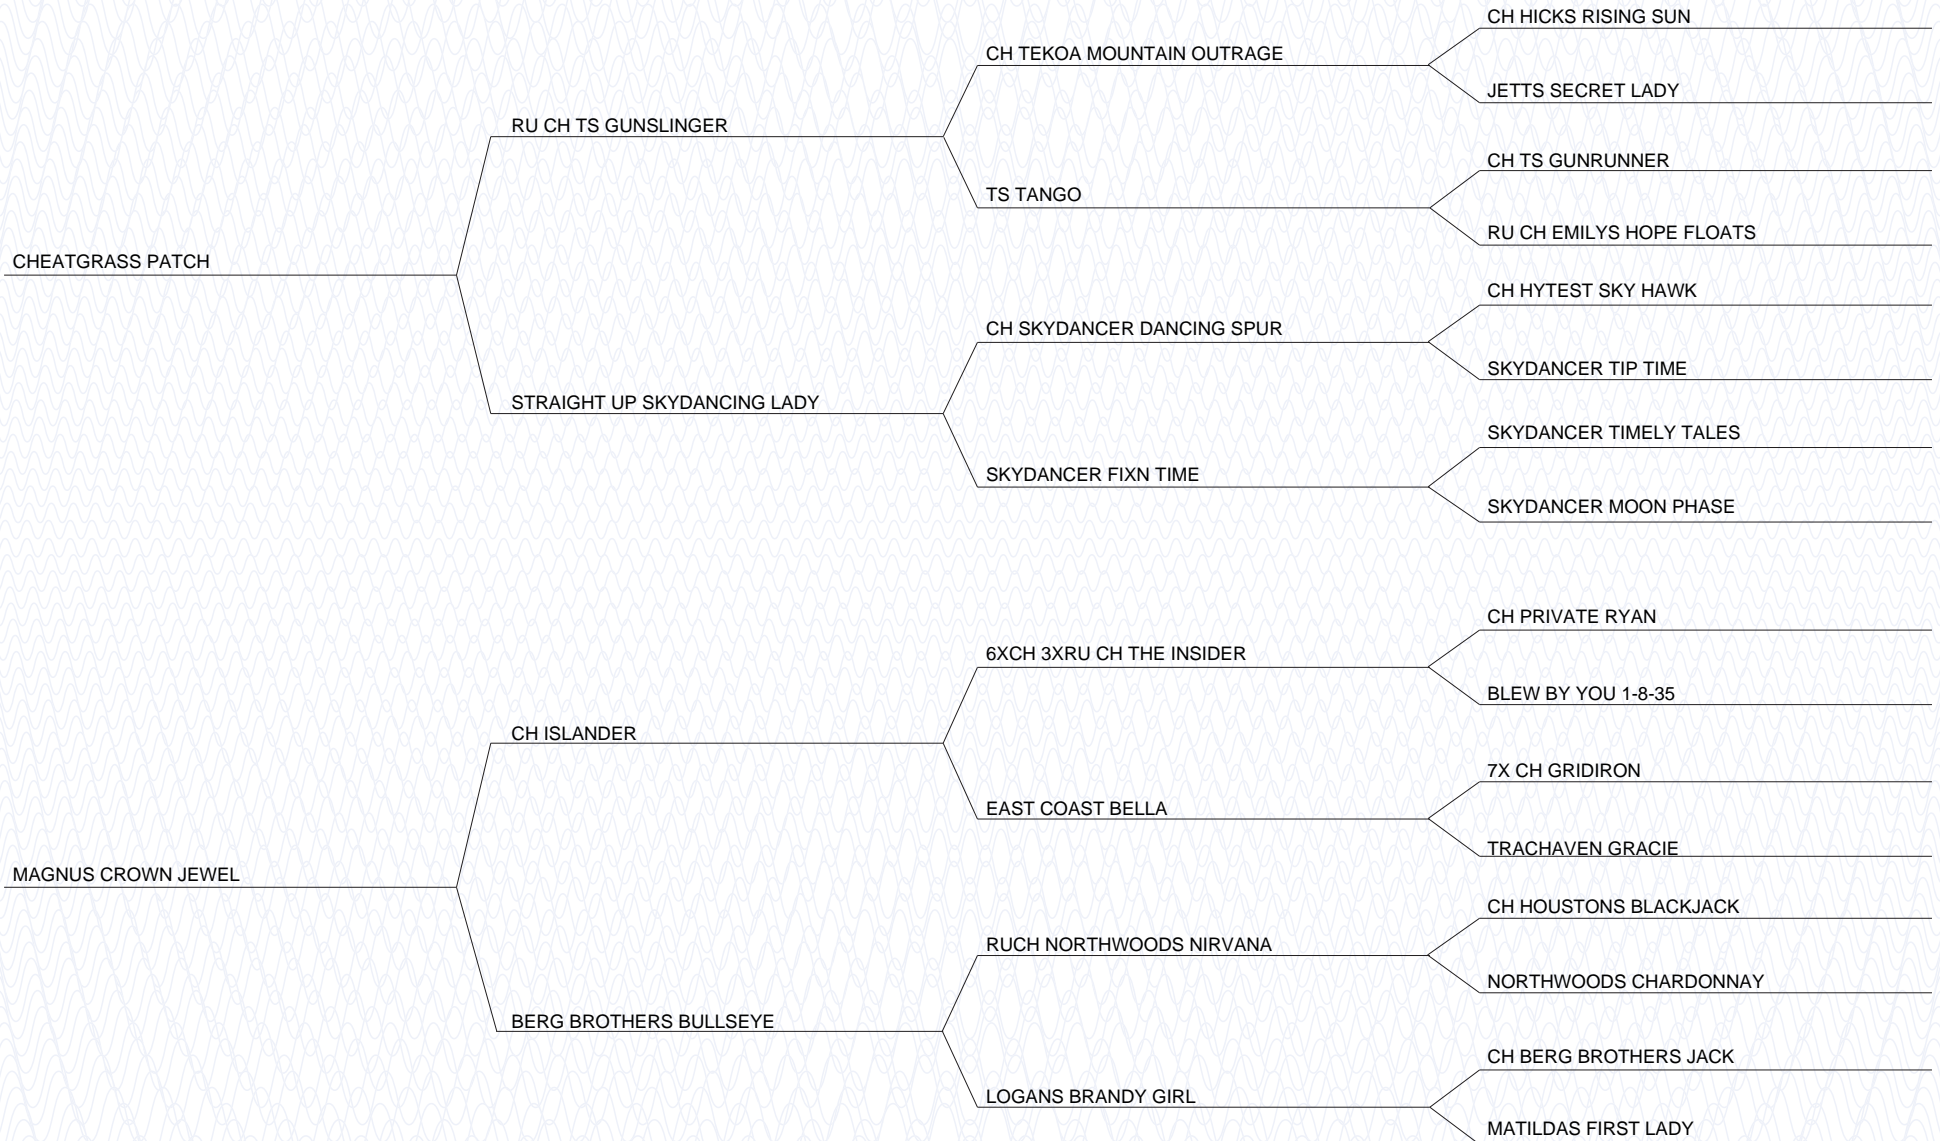 CH HICKS RISING SUN
CH TEKOA MOUNTAIN OUTRAGE
JETTS SECRET LADY
RU CH TS GUNSLINGER
CH TS GUNRUNNER
TS TANGO
RU CH EMILYS HOPE FLOATS
CHEATGRASS PATCH
CH HYTEST SKY HAWK
CH SKYDANCER DANCING SPUR
SKYDANCER TIP TIME
STRAIGHT UP SKYDANCING LADY
SKYDANCER TIMELY TALES
SKYDANCER FIXN TIME
SKYDANCER MOON PHASE
CH PRIVATE RYAN
6XCH 3XRU CH THE INSIDER
BLEW BY YOU 1-8-35
CH ISLANDER
7X CH GRIDIRON
EAST COAST BELLA
TRACHAVEN GRACIE
MAGNUS CROWN JEWEL
CH HOUSTONS BLACKJACK
RUCH NORTHWOODS NIRVANA
NORTHWOODS CHARDONNAY
BERG BROTHERS BULLSEYE
CH BERG BROTHERS JACK
LOGANS BRANDY GIRL
MATILDAS FIRST LADY